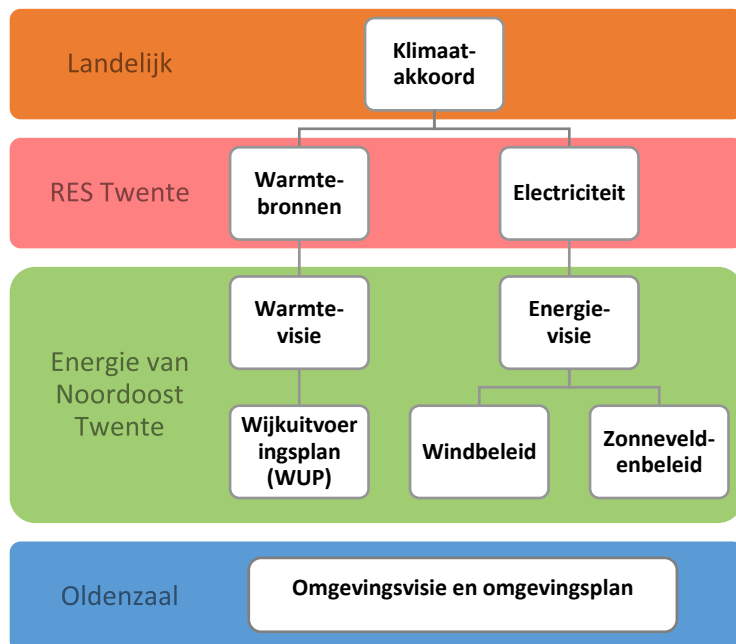 Landelijk
Klimaat-
akkoord
RES Twente
Warmte-
bronnen
Electriciteit
Energie van
Noordoost
Twente
Warmte-
visie
Energie-
visie
Wijkuitvoer
ingsplan
(WUP)
Windbeleid
Zonneveld-
enbeleid
Oldenzaal
Omgevingsvisie en omgevingsplan